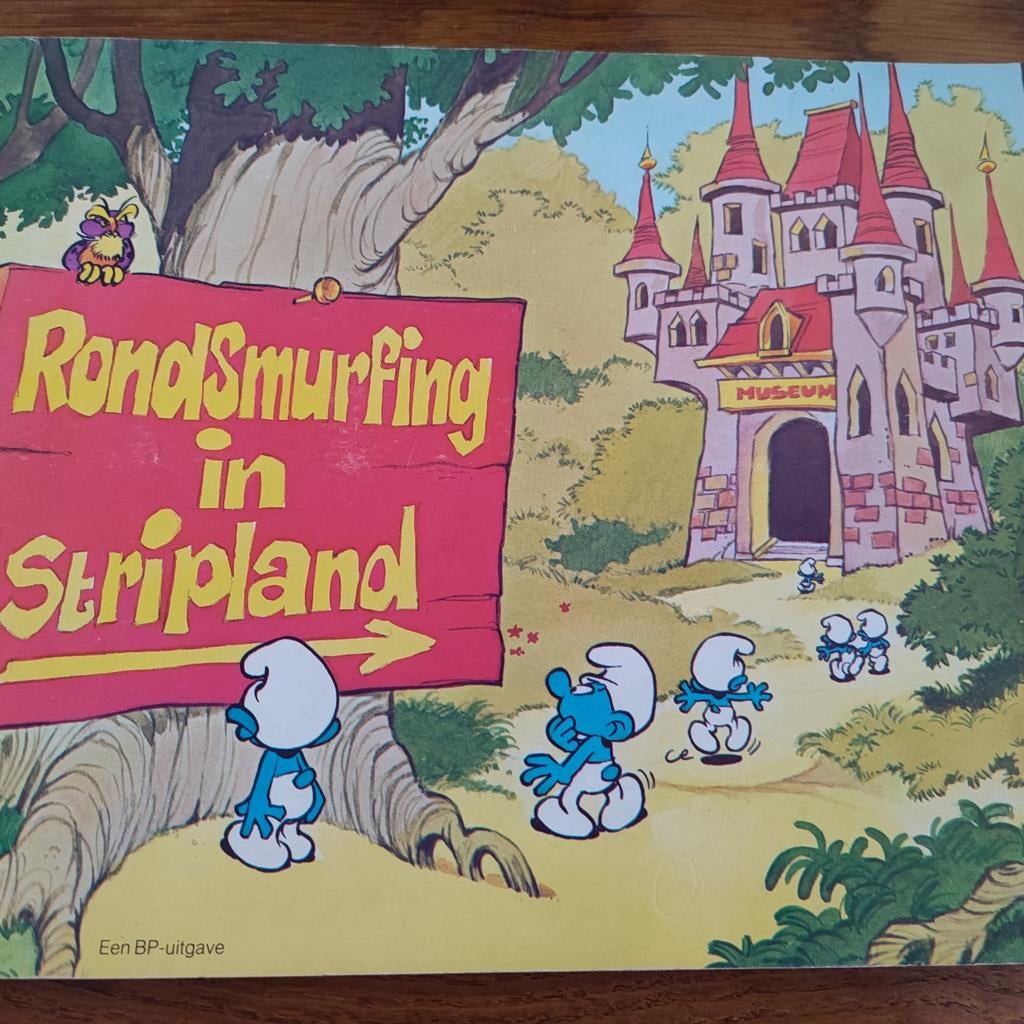 RondSmurfing
in
Stripland
MUSEUM
Een BP-uitgave